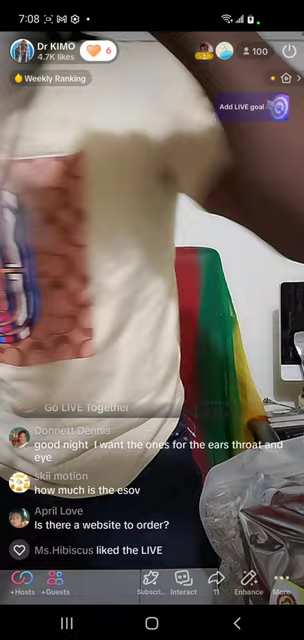 7:08
Dr KIMO
4.7K likes
6
100
Weekly Ranking
Add LIVE goal
Go LIVE Together
Donnett Dennis
good night I want the ones for the ears throat and
eye
skii motion
how much is the esov
April Love
Is there a website to order?
Ms.Hibiscus liked the LIVE
+Hosts
+Guests
Subscri...
Interact
11
Enhance
More